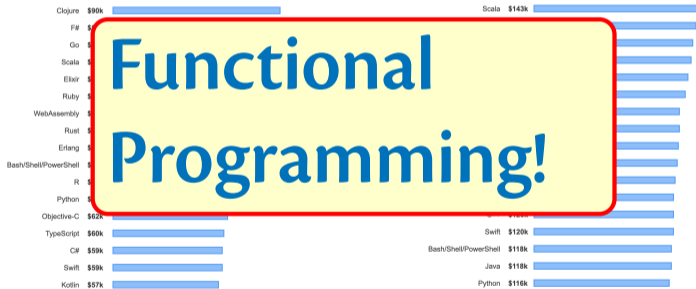 Clojure $90k
F#
Go
Scala
Elixir
Ruby
WebAssembly
Rust
Erlang
Bash/Shell/PowerShell
R
Python
Objective-C $62k
TypeScript $60k
C# $59k
Swift $59k
Kotlin $57k
Functional
Programming!
Scala $143k
Swift $120k
Bash/Shell/PowerShell $118k
Java $118k
Python $116k